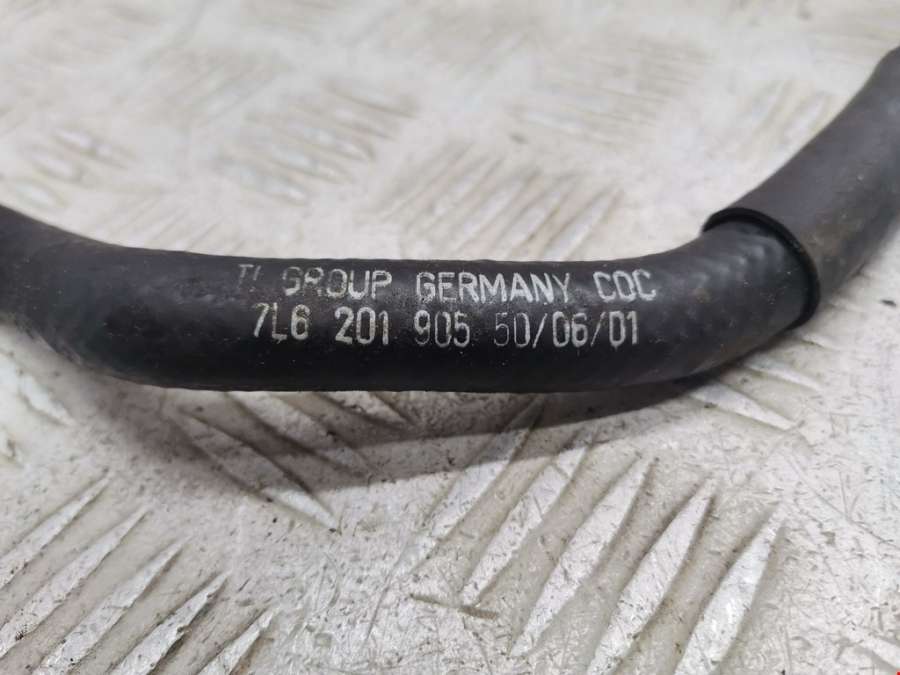 TI GROUP GERMANY COC
7L6 201 905 50/06/01